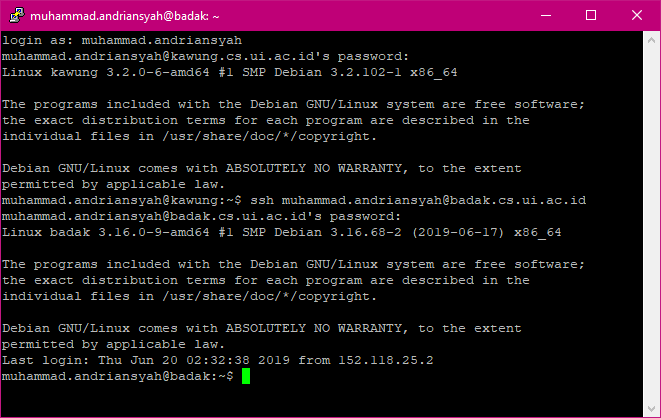 muhammad.andriansyah@badak: ~
login as: muhammad.andriansyah
muhammad.andriansyah@kawung.cs.ui.ac.id's password:
Linux kawung 3.2.0-6-amd64 #1 SMP Debian 3.2.102-1 x86_64

The programs included with the Debian GNU/Linux system are free software;
the exact distribution terms for each program are described in the
individual files in /usr/share/doc/*/copyright.

Debian GNU/Linux comes with ABSOLUTELY NO WARRANTY, to the extent
permitted by applicable law.
muhammad.andriansyah@kawung:~$ ssh muhammad.andriansyah@badak.cs.ui.ac.id
muhammad.andriansyah@badak.cs.ui.ac.id's password:
Linux badak 3.16.0-9-amd64 #1 SMP Debian 3.16.68-2 (2019-06-17) x86_64

The programs included with the Debian GNU/Linux system are free software;
the exact distribution terms for each program are described in the
individual files in /usr/share/doc/*/copyright.

Debian GNU/Linux comes with ABSOLUTELY NO WARRANTY, to the extent
permitted by applicable law.
Last login: Thu Jun 20 02:32:38 2019 from 152.118.25.2
muhammad.andriansyah@badak:~$